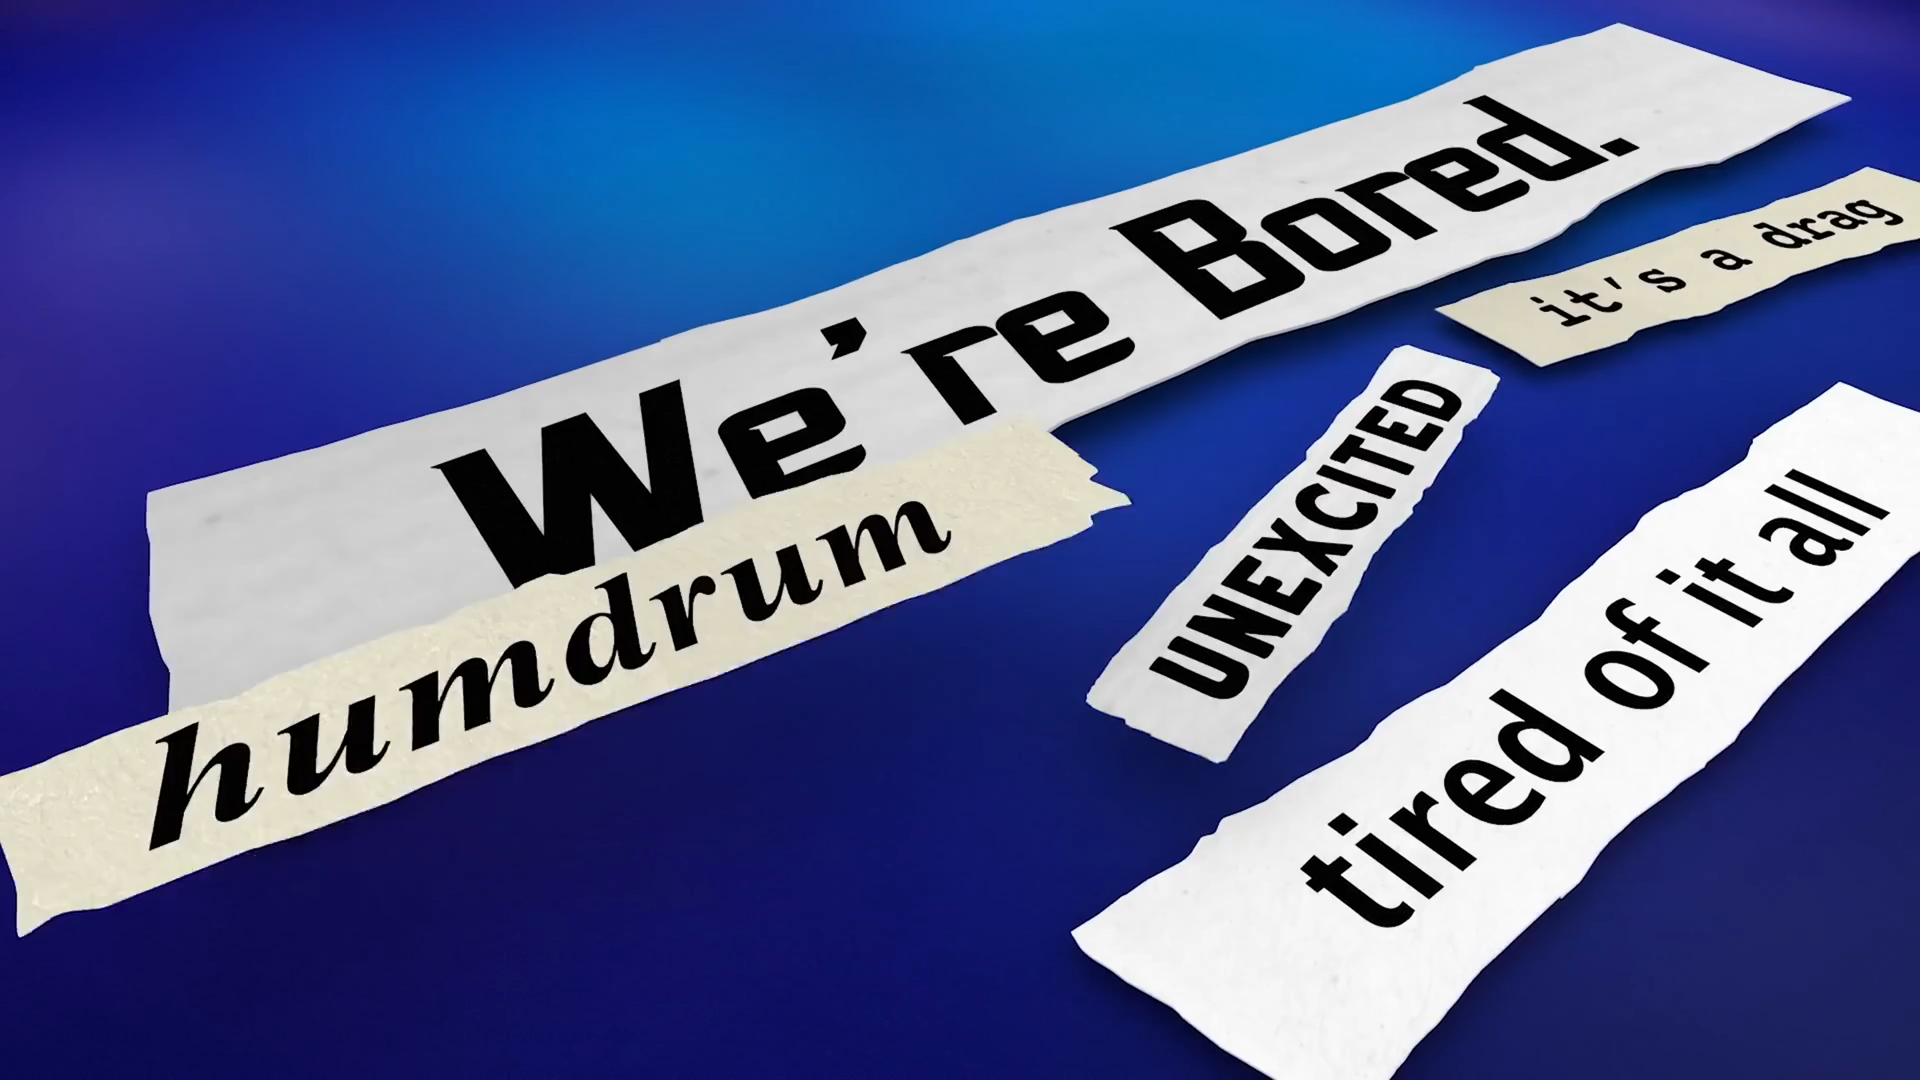 We're Bored.
it's a drag
humdrum
UNEXCITED
tired of it all